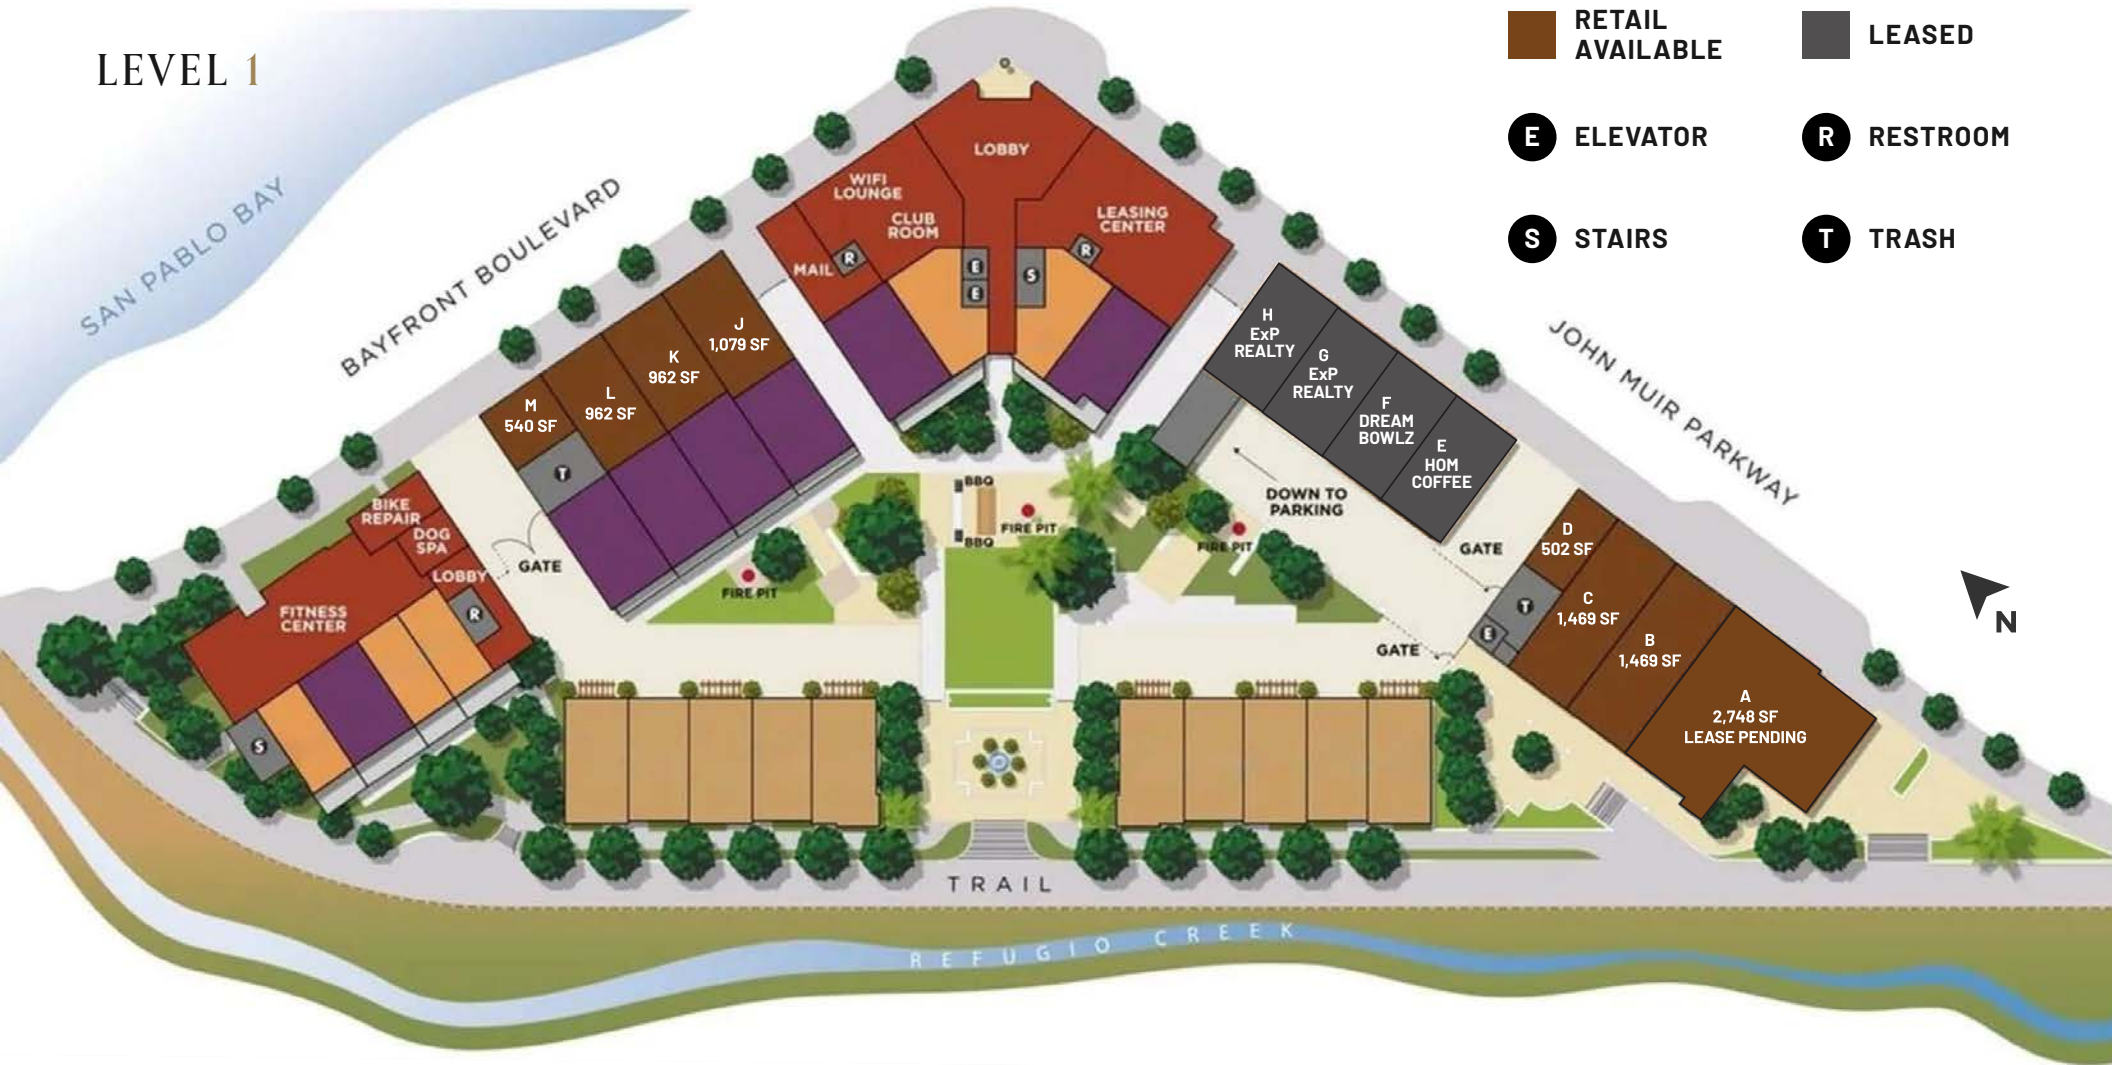 LEVEL 1
RETAIL
AVAILABLE
LEASED
E ELEVATOR
R RESTROOM
S STAIRS
T TRASH
SAN PABLO BAY
BAYFRONT BOULEVARD
JOHN MUIR PARKWAY
N
LOBBY
WIFI
LOUNGE
CLUB
ROOM
MAIL
R
E
E
S
R
LEASING
CENTER
J
1,079 SF
K
962 SF
L
962 SF
M
540 SF
T
H
ExP
REALTY
G
ExP
REALTY
F
DREAM
BOWLZ
E
HOM
COFFEE
DOWN TO
PARKING
BBQ
BBQ
FIRE PIT
FIRE PIT
FIRE PIT
GATE
GATE
GATE
BIKE
REPAIR
DOG
SPA
LOBBY
R
FITNESS
CENTER
S
D
502 SF
T
E
C
1,469 SF
B
1,469 SF
A
2,748 SF
LEASE PENDING
TRAIL
REFUGIO CREEK